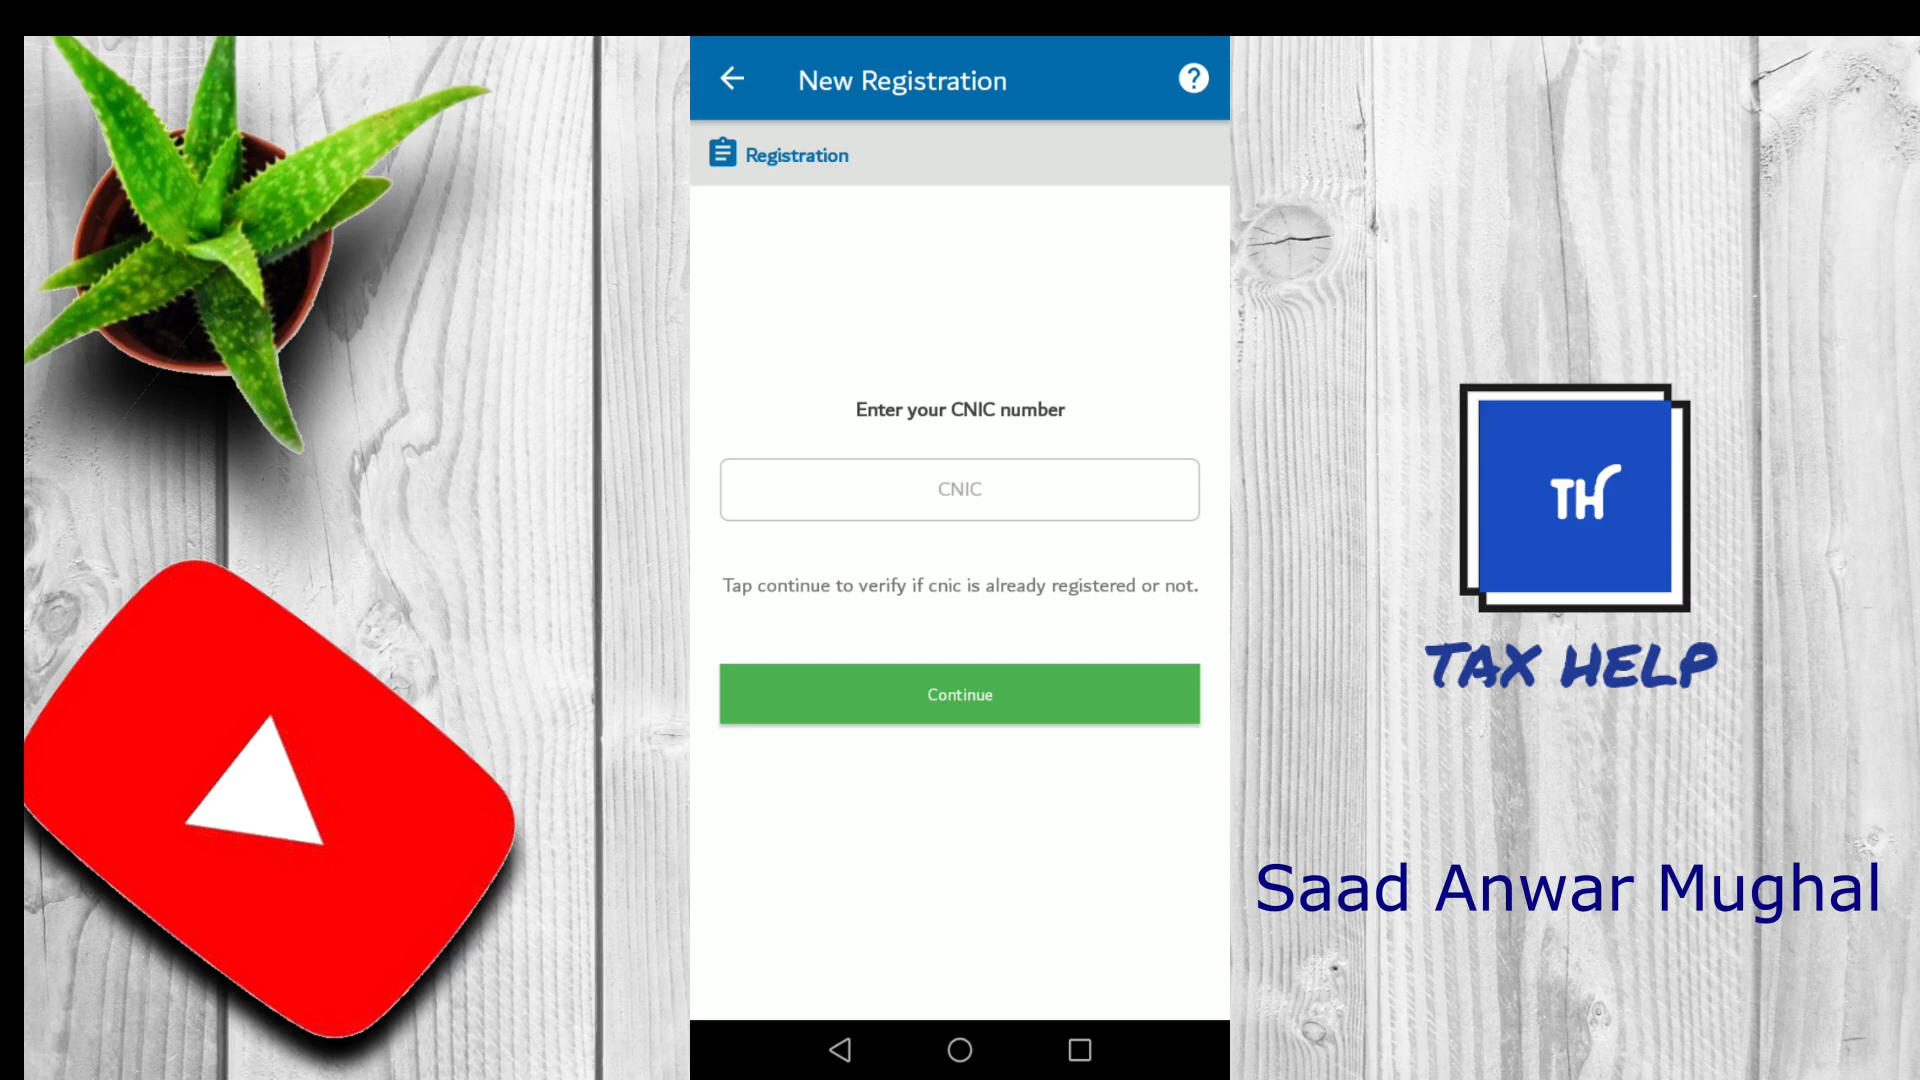 New Registration
Registration
Enter your CNIC number
CNIC
Tap continue to verify if cnic is already registered or not.
Continue
TH
TAX HELP
Saad Anwar Mughal